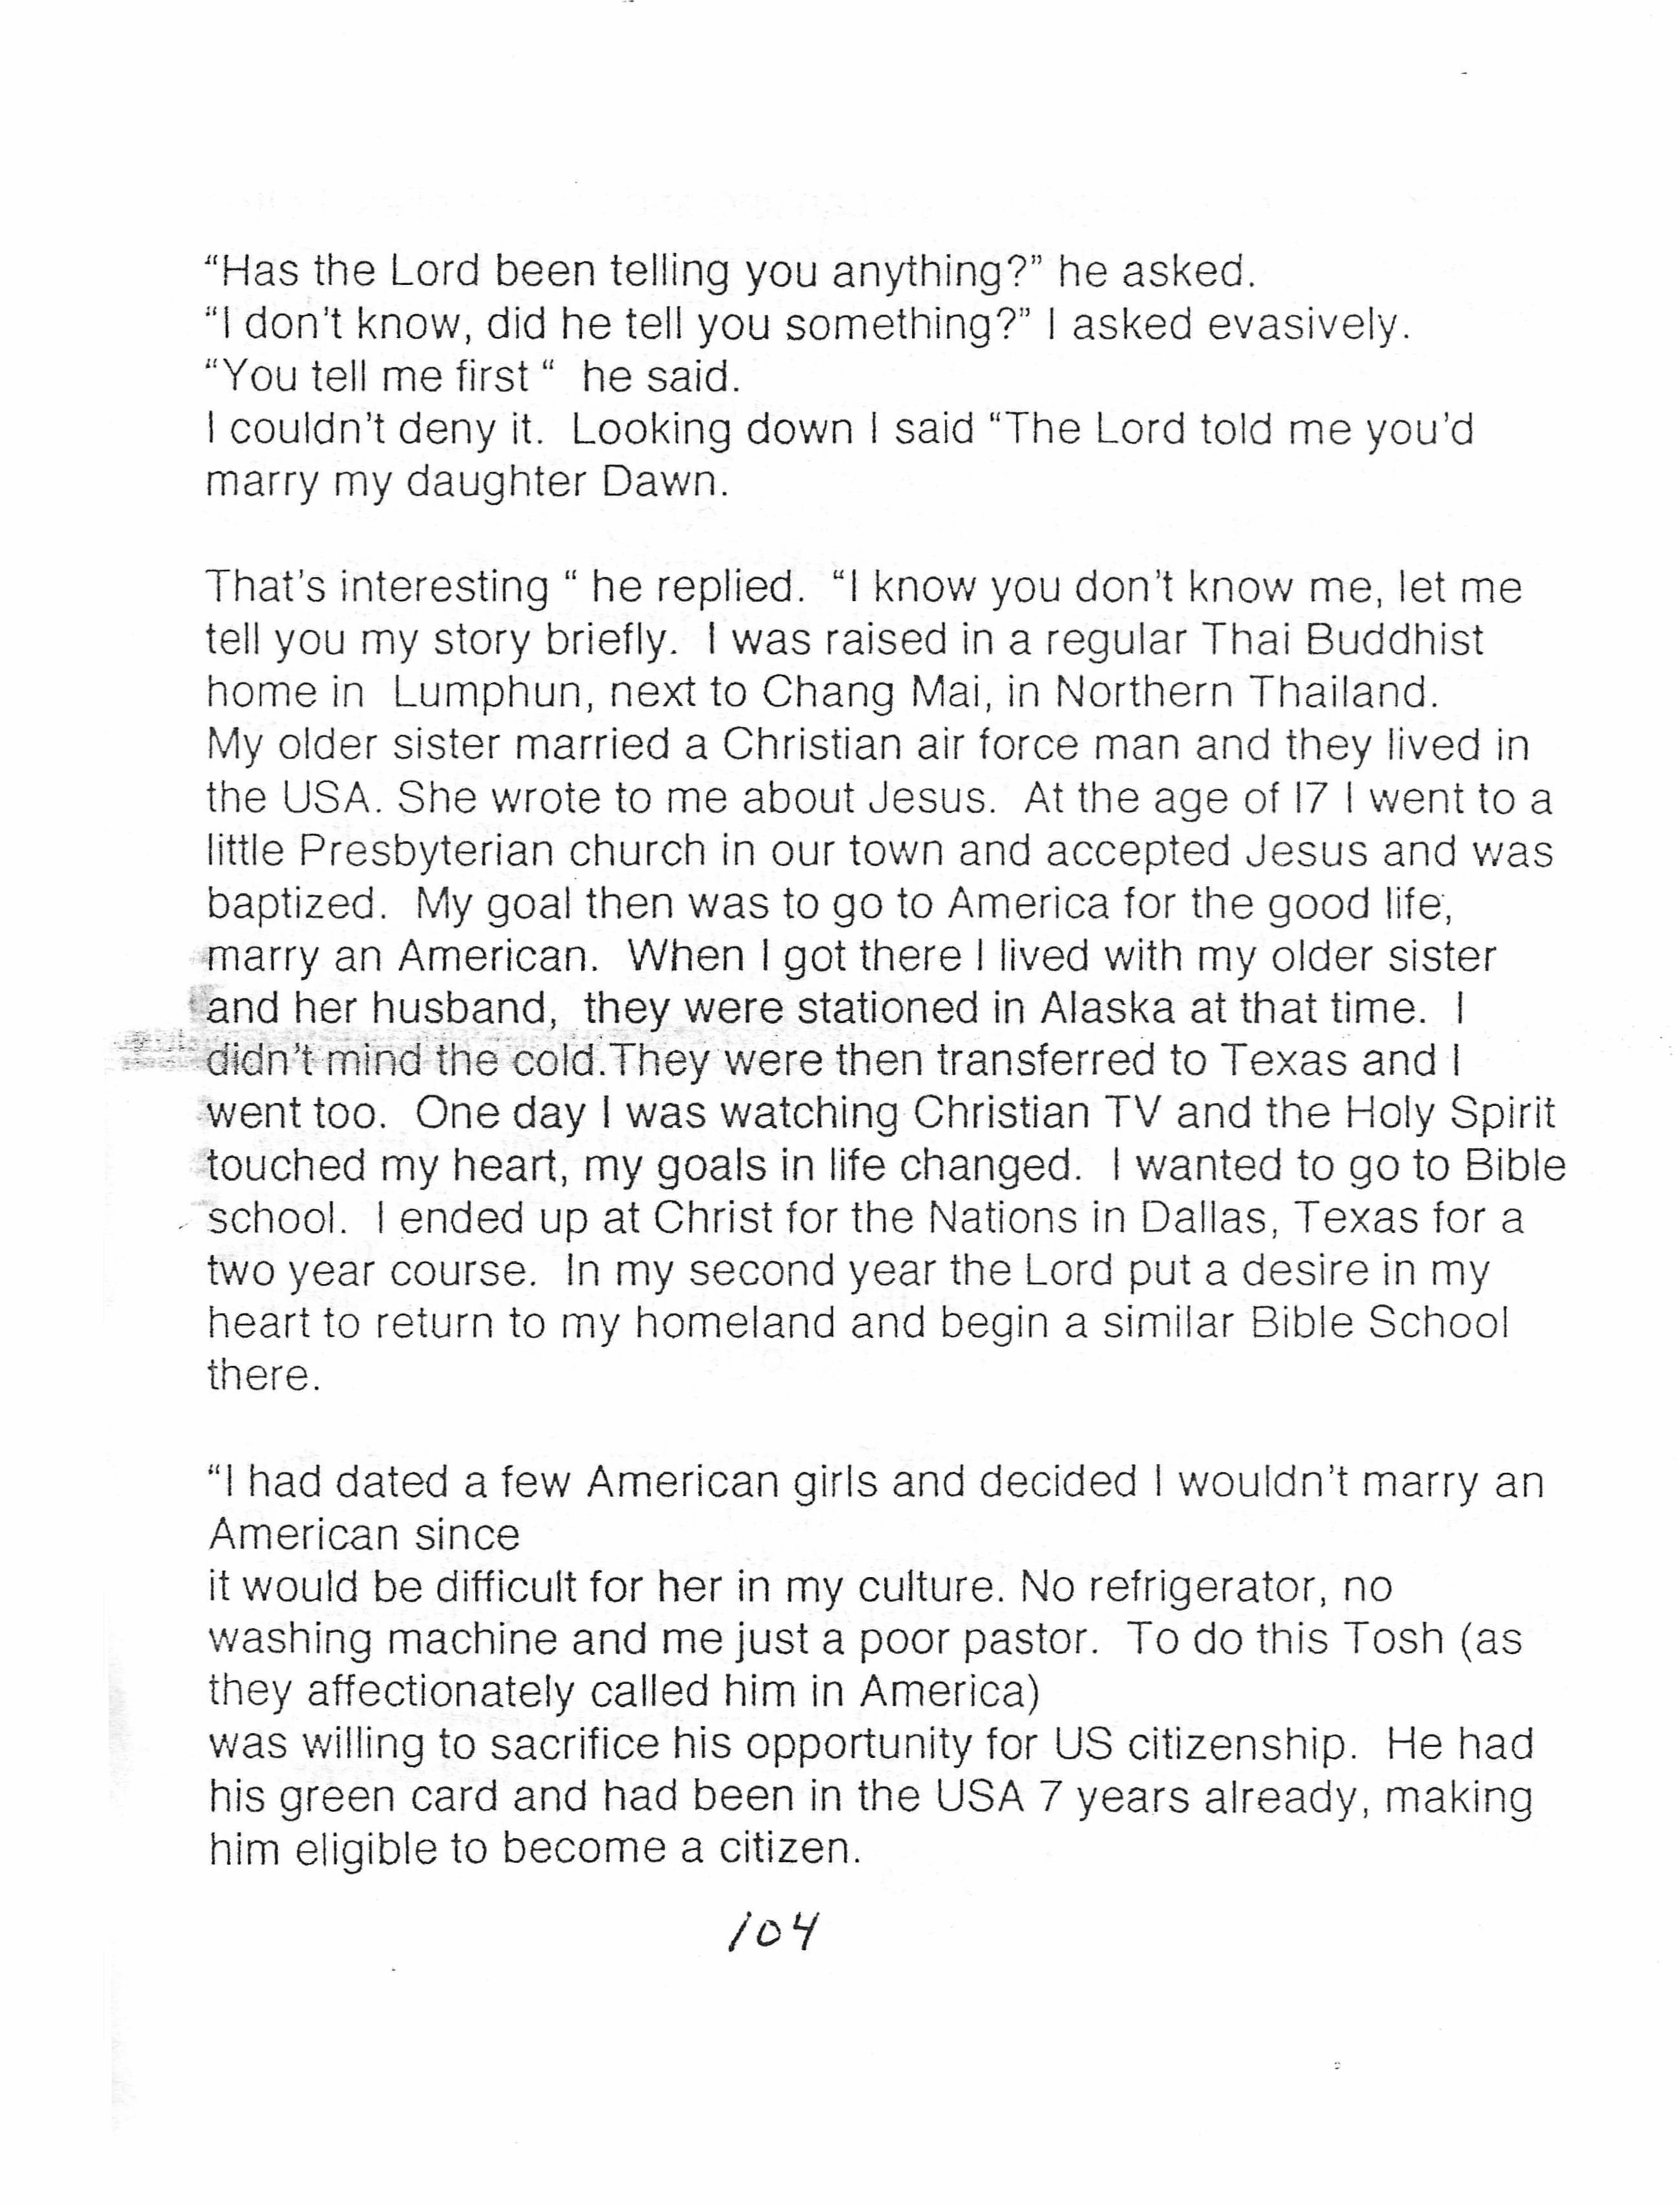 “Has the Lord been telling you anything?” he asked.
“I don't know, did he tell you something?” I asked evasively.
“You tell me first “  he said.
I couldn't deny it.  Looking down I said “The Lord told me you'd
marry my daughter Dawn.
That's interesting “ he replied.  “I know you don't know me, let me
tell you my story briefly.  I was raised in a regular Thai Buddhist
home in  Lumphun, next to Chang Mai, in Northern Thailand.
My older sister married a Christian air force man and they lived in
the USA. She wrote to me about Jesus.  At the age of I7 I went to a
little Presbyterian church in our town and accepted Jesus and was
baptized.  My goal then was to go to America for the good life,
marry an American.  When I got there I lived with my older sister
and her husband,  they were stationed in Alaska at that time.  I
didn't mind the cold.They were then transferred to Texas and I
went too.  One day I was watching Christian TV and the Holy Spirit
touched my heart, my goals in life changed.  I wanted to go to Bible
school.  I ended up at Christ for the Nations in Dallas, Texas for a
two year course.  In my second year the Lord put a desire in my
heart to return to my homeland and begin a similar Bible School
there.
“I had dated a few American girls and decided I wouldn't marry an
American since
it would be difficult for her in my culture. No refrigerator, no
washing machine and me just a poor pastor.  To do this Tosh (as
they affectionately called him in America)
was willing to sacrifice his opportunity for US citizenship.  He had
his green card and had been in the USA 7 years already, making
him eligible to become a citizen.
104